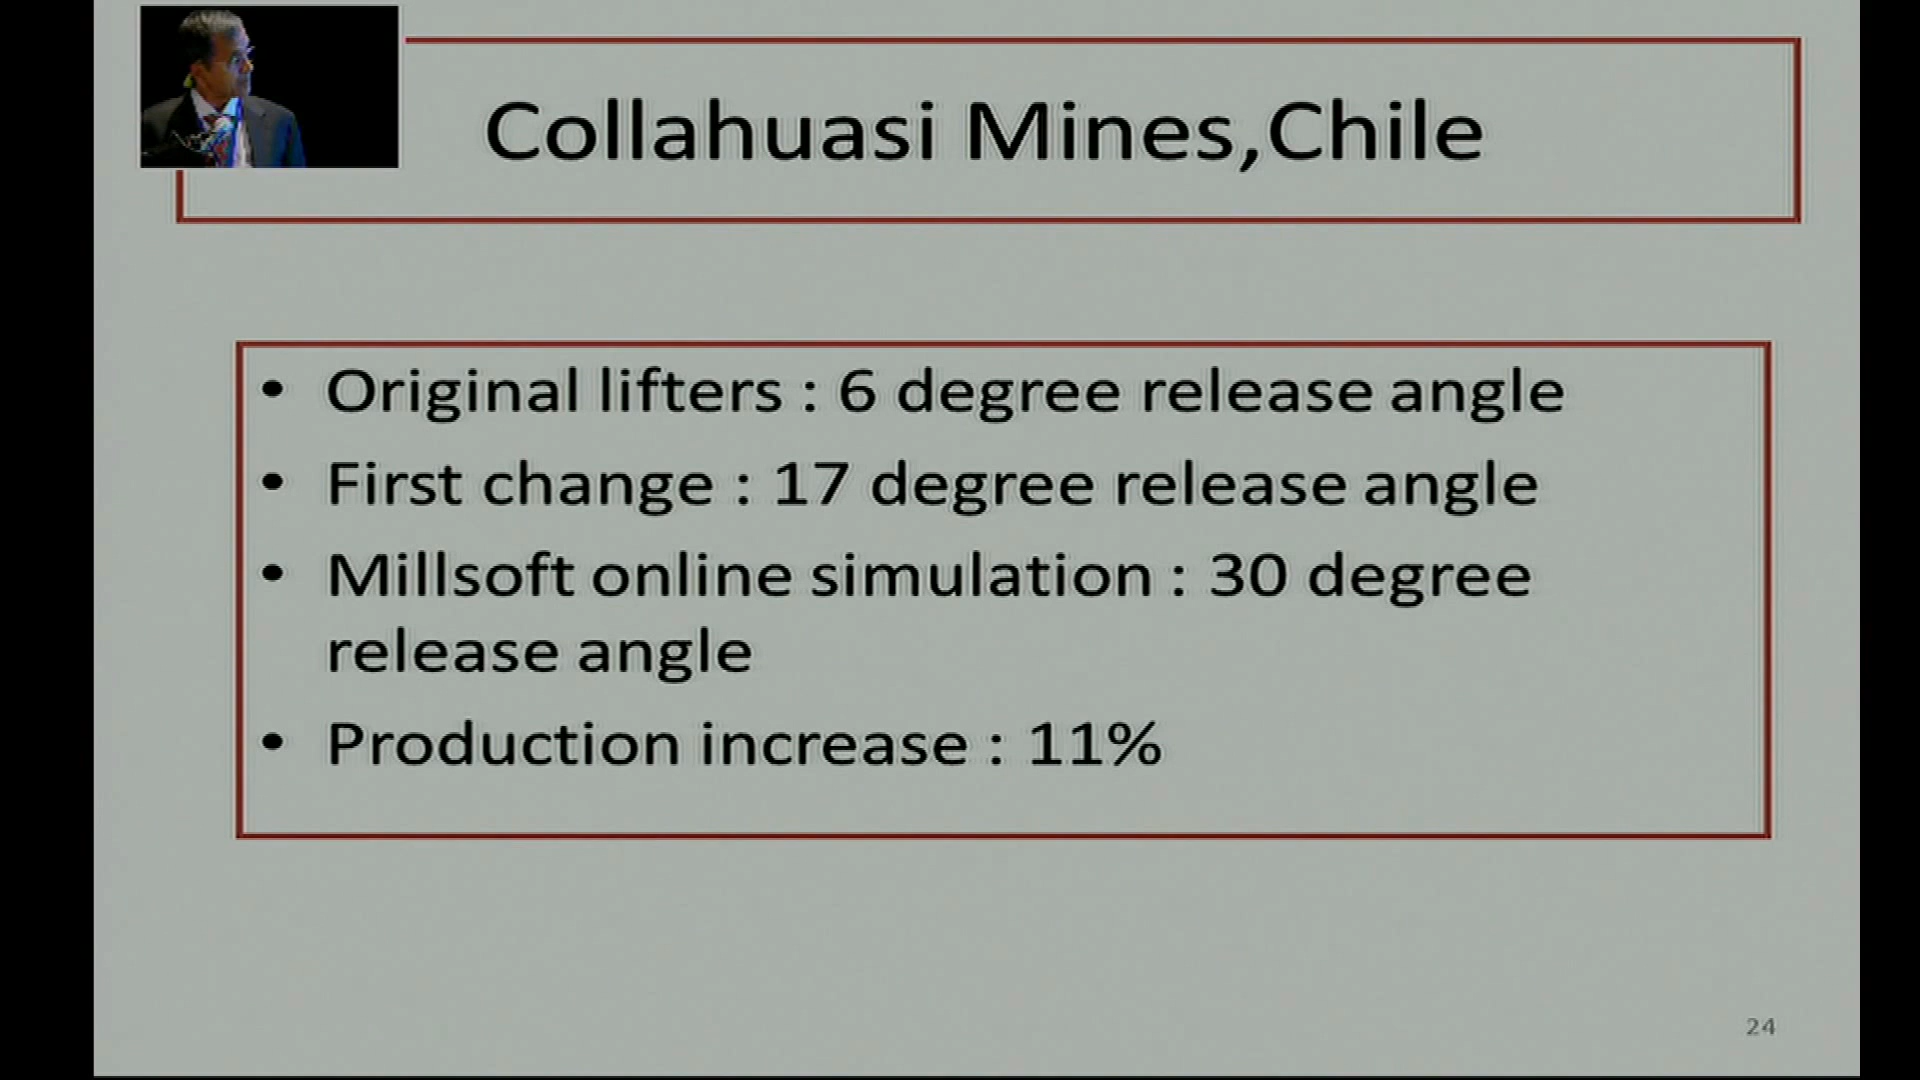 Collahuasi Mines,Chile
• Original lifters : 6 degree release angle
• First change : 17 degree release angle
• Millsoft online simulation : 30 degree
release angle
• Production increase : 11%
24